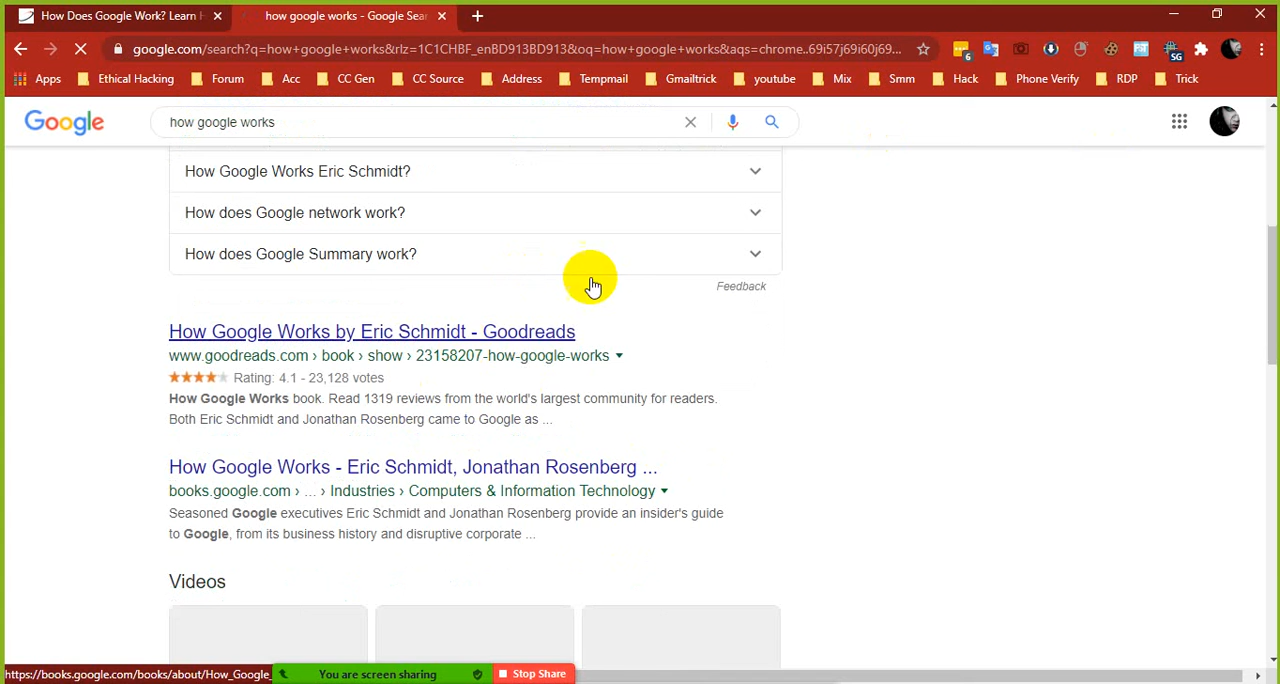 How Does Google Work? Learn H
how google works - Google Sear
google.com/search?q=how+google+works&rlz=1C1CHBF_enBD913BD913&oq=how+google+works&aqs=chrome..69i57j69i60j69...
6
SG
Apps
Ethical Hacking
Forum
Acc
CC Gen
CC Source
Address
Tempmail
Gmailtrick
youtube
Mix
Smm
Hack
Phone Verify
RDP
Trick
Google
how google works
How Google Works Eric Schmidt?
How does Google network work?
How does Google Summary work?
Feedback
How Google Works by Eric Schmidt - Goodreads
www.goodreads.com › book › show › 23158207-how-google-works
Rating: 4.1 - 23,128 votes
How Google Works book. Read 1319 reviews from the world's largest community for readers.
Both Eric Schmidt and Jonathan Rosenberg came to Google as ...
How Google Works - Eric Schmidt, Jonathan Rosenberg ...
books.google.com › ... › Industries › Computers & Information Technology
Seasoned Google executives Eric Schmidt and Jonathan Rosenberg provide an insider's guide
to Google, from its business history and disruptive corporate ...
Videos
https://books.google.com/books/about/How_Google_
You are screen sharing
Stop Share